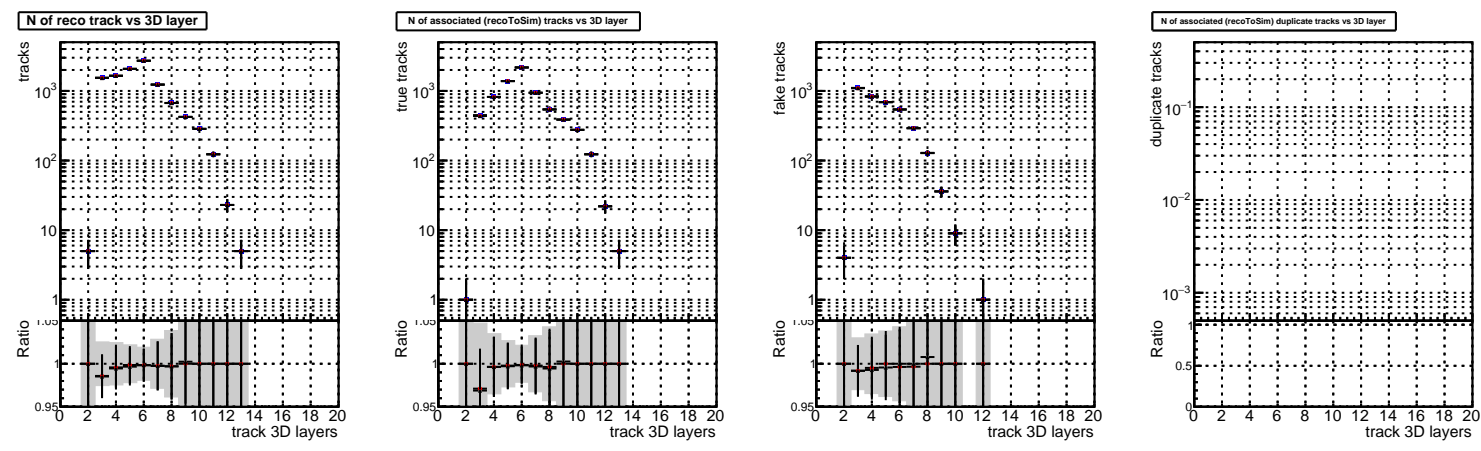 N of reco track vs 3D layer
tracks
10³
10²
10
1
Ratio
1.05
1
0.95
0 2 4 6 8 10 12 14 16 18 20
track 3D layers
N of associated (recoToSim) tracks vs 3D layer
true tracks
10³
10²
10
1
Ratio
1.05
1
0.95
0 2 4 6 8 10 12 14 16 18 20
track 3D layers
fake tracks
10³
10²
10
1
Ratio
1.05
1
0.95
0 2 4 6 8 10 12 14 16 18 20
track 3D layers
N of associated (recoToSim) duplicate tracks vs 3D layer
duplicate tracks
10⁻¹
10⁻²
10⁻³
Ratio
1
0.5
0
0 2 4 6 8 10 12 14 16 18 20
track 3D layers